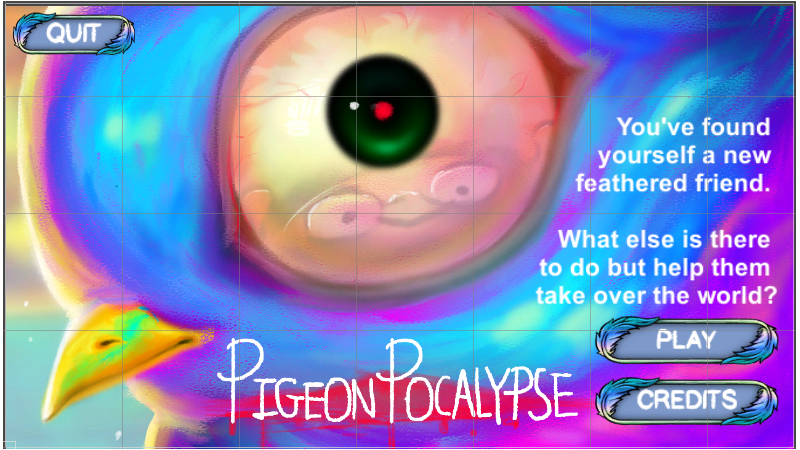 QUIT
You've found
yourself a new
feathered friend.
What else is there
to do but help them
take over the world?
PLAY
PIGEONPOCALYPSE
CREDITS